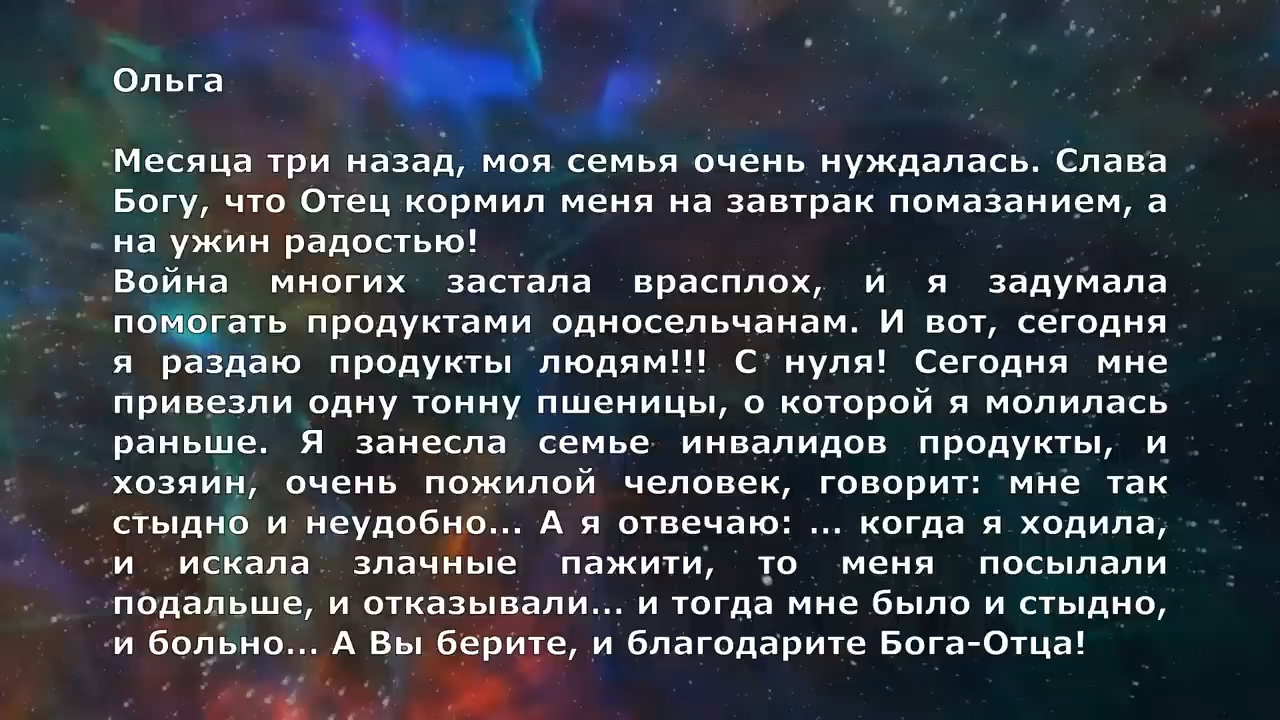 Ольга
Месяца три назад, моя семья очень нуждалась. Слава
Богу, что Отец кормил меня на завтрак помазанием, а
на ужин радостью!
Война многих застала врасплох, и я задумала
помогать продуктами односельчанам. И вот, сегодня
я раздаю продукты людям!!! С нуля! Сегодня мне
привезли одну тонну пшеницы, о которой я молилась
раньше. Я занесла семье инвалидов продукты, и
хозяин, очень пожилой человек, говорит: мне так
стыдно и неудобно... А я отвечаю: ... когда я ходила,
и искала злачные пажити, то меня посылали
подальше, и отказывали... и тогда мне было и стыдно,
и больно... А Вы берите, и благодарите Бога-Отца!